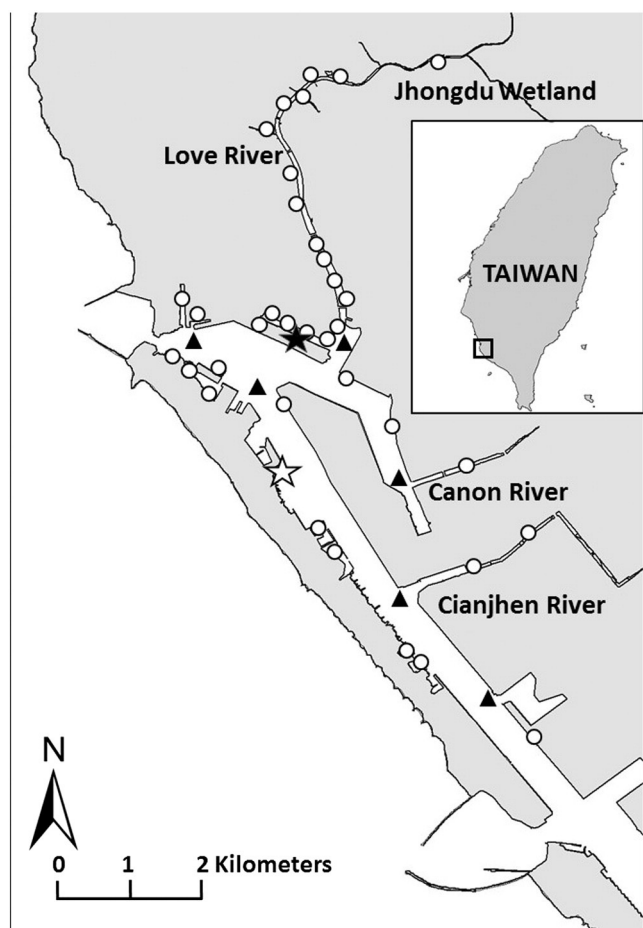 Jhongdu Wetland
Love River
TAIWAN
Canon River
Cianjhen River
N
0 1 2 Kilometers